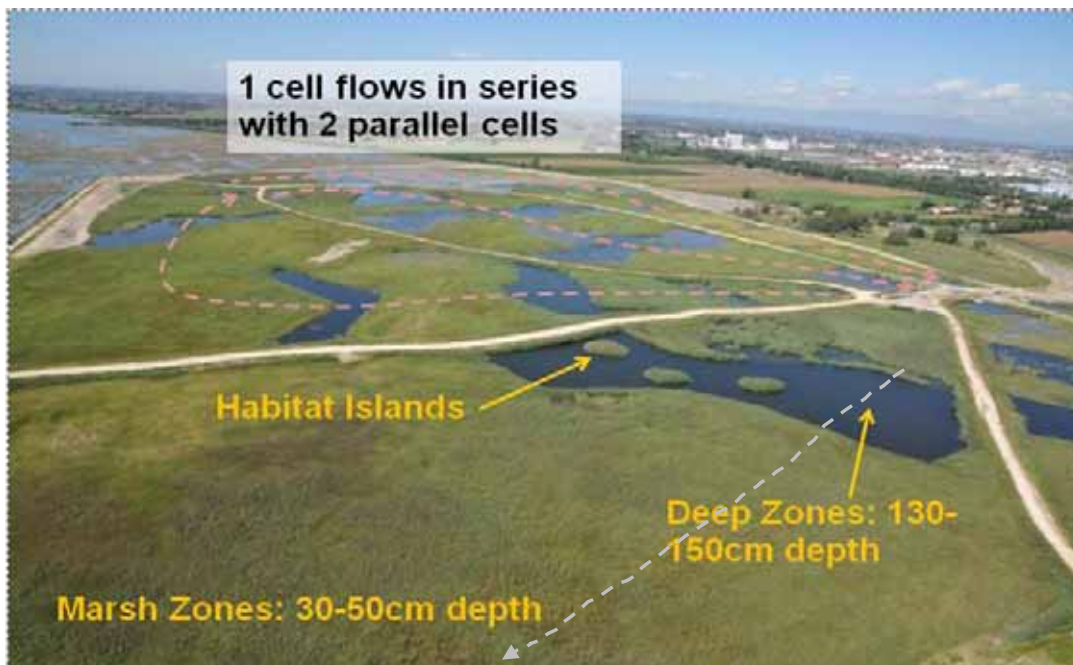 1 cell flows in series
with 2 parallel cells
Habitat Islands
Deep Zones: 130-
150cm depth
Marsh Zones: 30-50cm depth